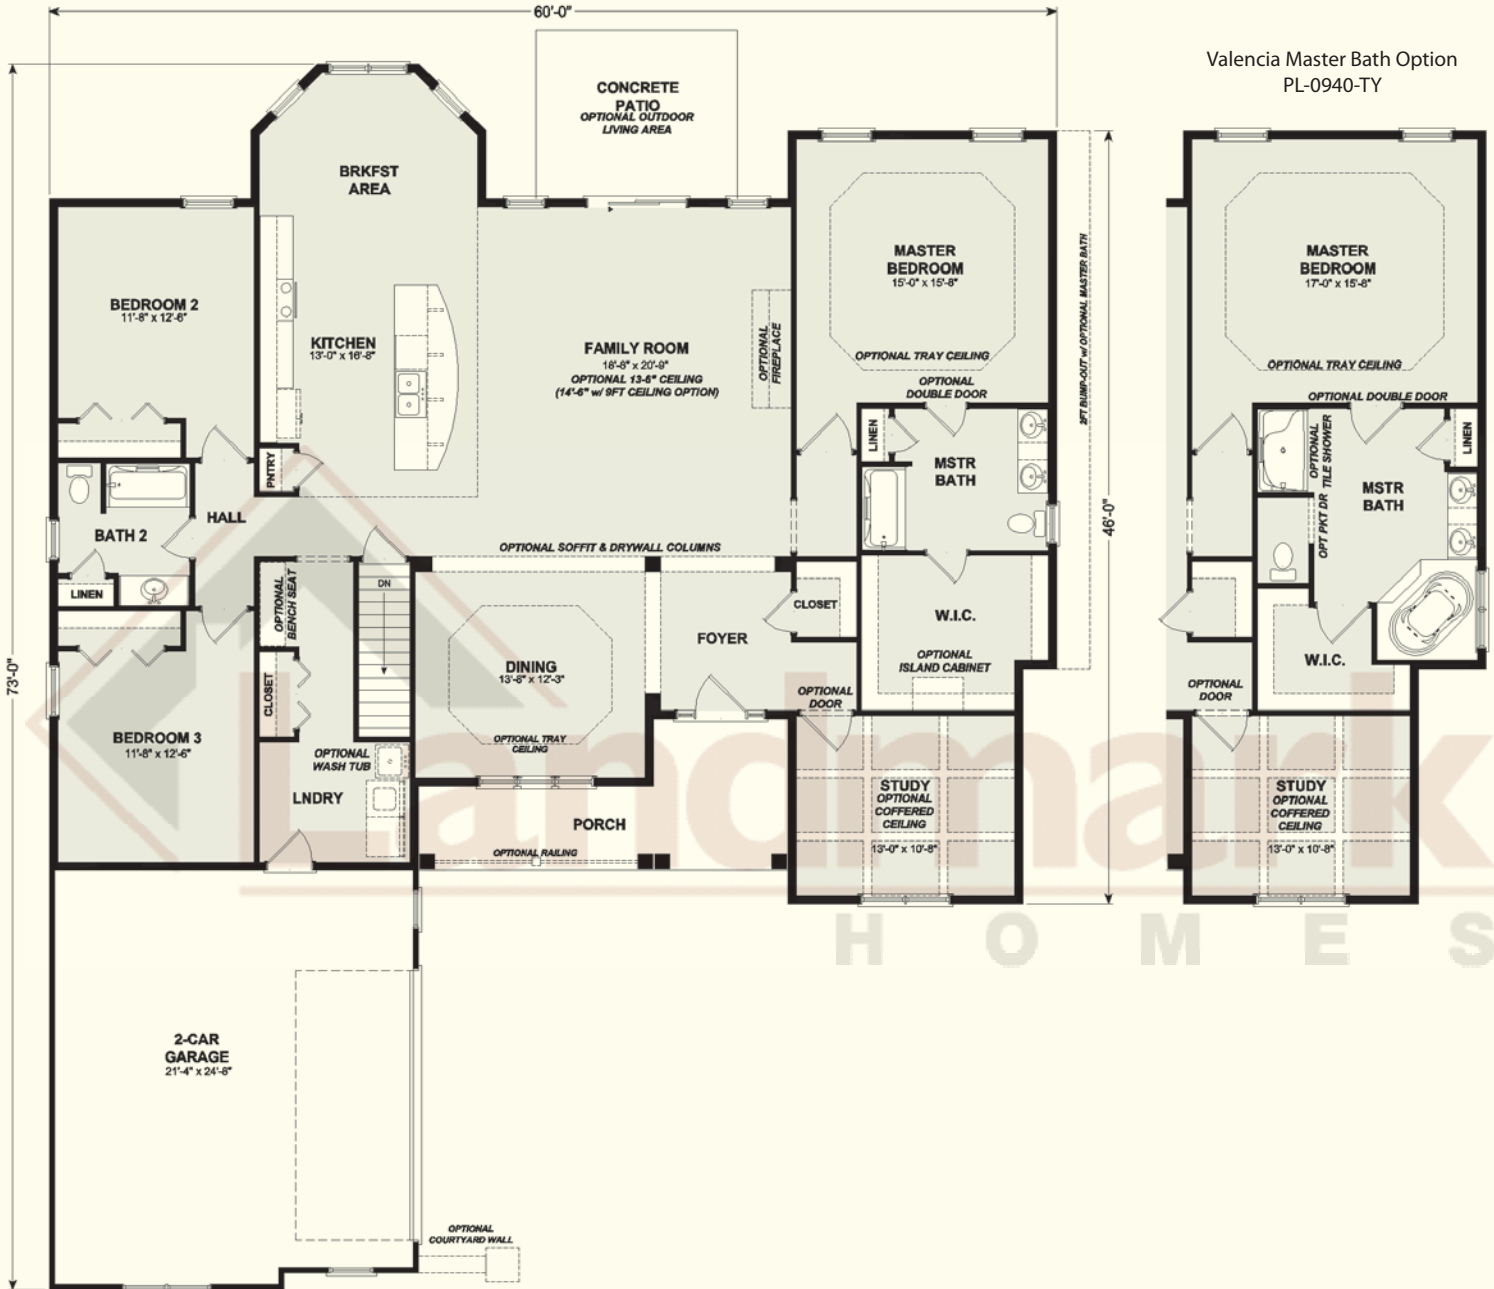 60'-0"
Valencia Master Bath Option
PL-0940-TY
CONCRETE
PATIO
OPTIONAL OUTDOOR
LIVING AREA
BRKFST
AREA
BEDROOM 2
11'-8" x 12'-6"
KITCHEN
13'-0" x 16'-8"
FAMILY ROOM
18'-8" x 20'-9"
OPTIONAL 13-6" CEILING
(14'-6" w/ 9FT CEILING OPTION)
OPTIONAL
FIREPLACE
MASTER
BEDROOM
15'-0" x 15'-8"
OPTIONAL TRAY CEILING
OPTIONAL
DOUBLE DOOR
2FT BUMP-OUT w/ OPTIONAL MASTER BATH
46'-0"
73'-0"
LINEN
MSTR
BATH
PNTRY
HALL
BATH 2
LINEN
OPTIONAL SOFFIT & DRYWALL COLUMNS
OPTIONAL
BENCH SEAT
DN
CLOSET
FOYER
W.I.C.
OPTIONAL
ISLAND CABINET
DINING
13'-8" x 12'-3"
OPTIONAL TRAY
CEILING
OPTIONAL
DOOR
CLOSET
BEDROOM 3
11'-8" x 12'-6"
OPTIONAL
WASH TUB
LNDRY
PORCH
OPTIONAL RAILING
STUDY
OPTIONAL
COFFERED
CEILING
13'-0" x 10'-8"
2-CAR
GARAGE
21'-4" x 24'-8"
OPTIONAL
COURTYARD WALL
MASTER
BEDROOM
17'-0" x 15'-8"
OPTIONAL TRAY CEILING
OPTIONAL DOUBLE DOOR
OPTIONAL
TILE SHOWER
LINEN
MSTR
BATH
OPT PKT DR
W.I.C.
OPTIONAL
DOOR
STUDY
OPTIONAL
COFFERED
CEILING
13'-0" x 10'-8"
Landmark
HOMES